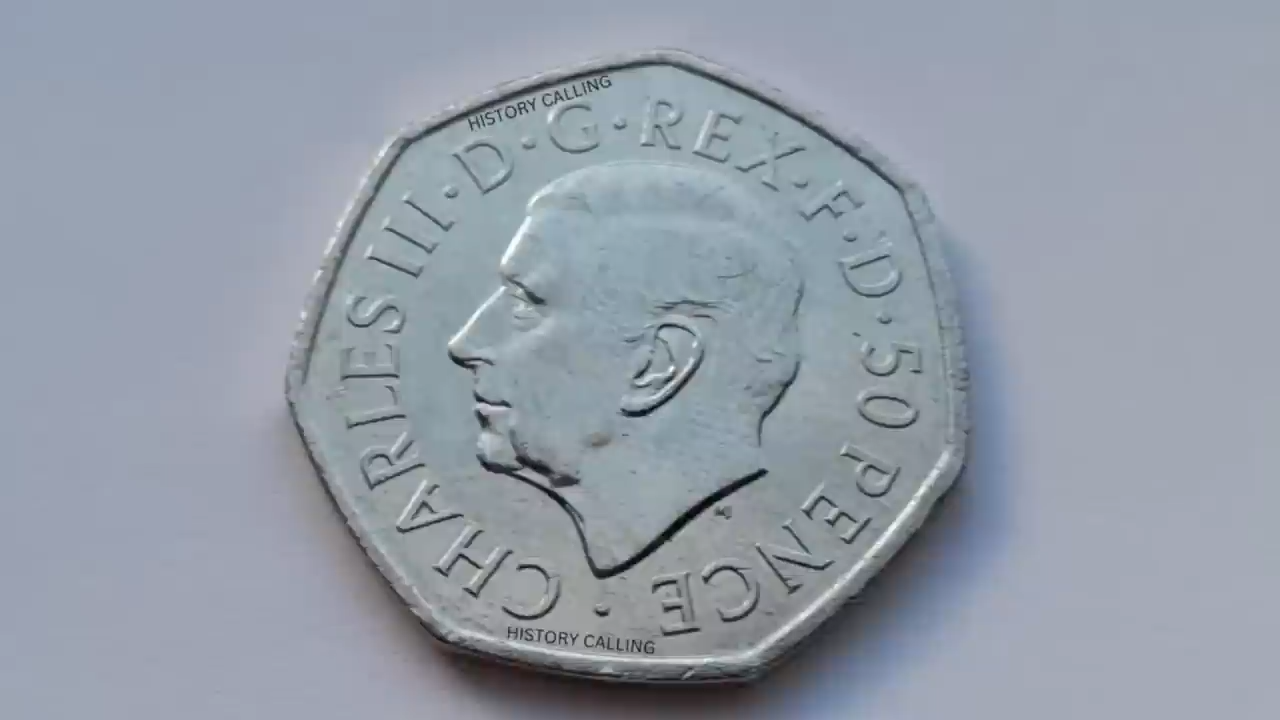 HISTORY CALLING
CHARLES III · D · G · REX · F · D · 50 PENCE ·
HISTORY CALLING